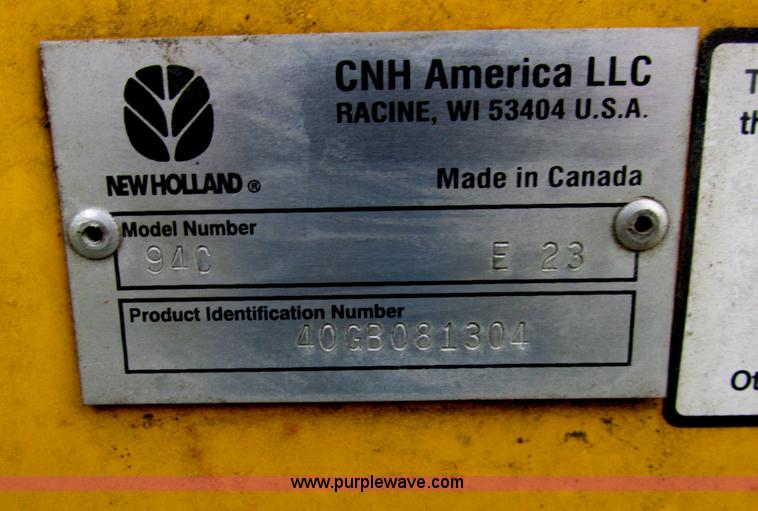 CNH America LLC
RACINE, WI 53404 U.S.A.
NEW HOLLAND ®
Made in Canada
Model Number
94C E 23
Product Identification Number
40GB081304
www.purplewave.com